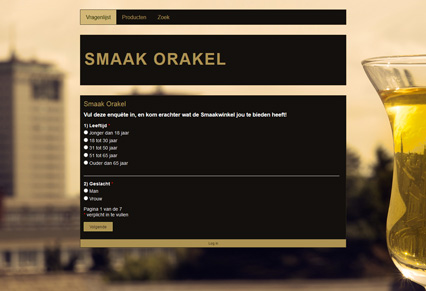 Vragenlijst Producten Zoek
SMAAK ORAKEL
Smaak Orakel
Vul deze enquête in, en kom erachter wat de Smaakwinkel jou te bieden heeft!
1) Leeftijd *
Jonger dan 18 jaar
18 tot 30 jaar
31 tot 50 jaar
51 tot 65 jaar
Ouder dan 65 jaar
2) Geslacht *
Man
Vrouw
Pagina 1 van de 7
* verplicht in te vullen
Volgende
Log in